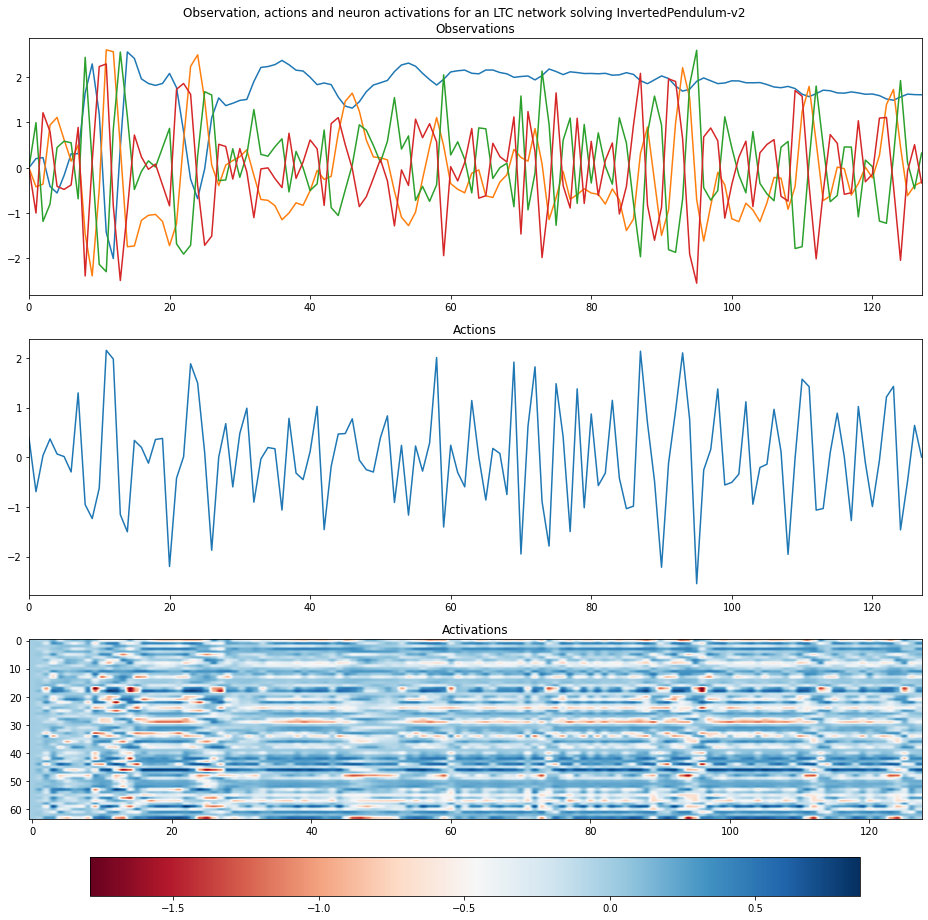 Observation, actions and neuron activations for an LTC network solving InvertedPendulum-v2
Observations
2
1
0
−1
−2
0 20 40 60 80 100 120
Actions
2
1
0
−1
−2
0 20 40 60 80 100 120
Activations
0
10
20
30
40
50
60
0 20 40 60 80 100 120
−1.5 −1.0 −0.5 0.0 0.5